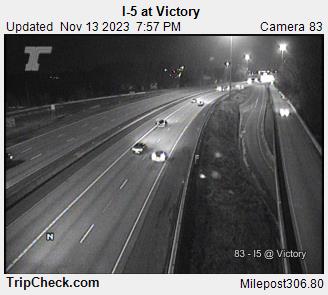 I-5 at Victory
Updated Nov 13 2023 7:57 PM Camera 83
T
N
83 - I5 @ Victory
TripCheck.com Milepost306.80